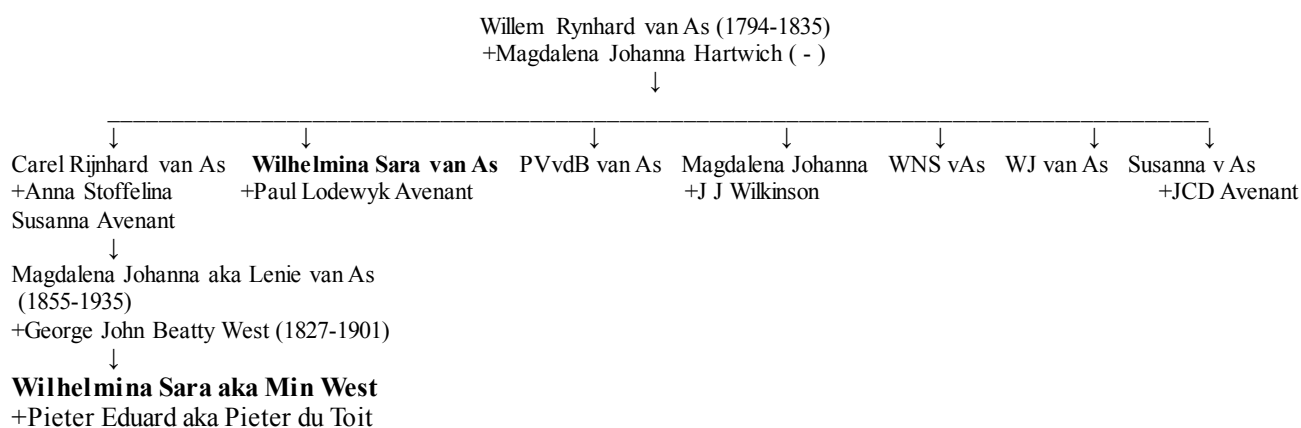 Willem Rynhard van As (1794-1835)
+Magdalena Johanna Hartwich ( - )
↓
↓ ↓ ↓ ↓ ↓ ↓ ↓
Carel Rijnhard van As Wilhelmina Sara van As PVvdB van As Magdalena Johanna WNS vAs WJ van As Susanna v As
+Anna Stoffelina +Paul Lodewyk Avenant +J J Wilkinson +JCD Avenant
Susanna Avenant
↓
Magdalena Johanna aka Lenie van As
(1855-1935)
+George John Beatty West (1827-1901)
↓
Wilhelmina Sara aka Min West
+Pieter Eduard aka Pieter du Toit